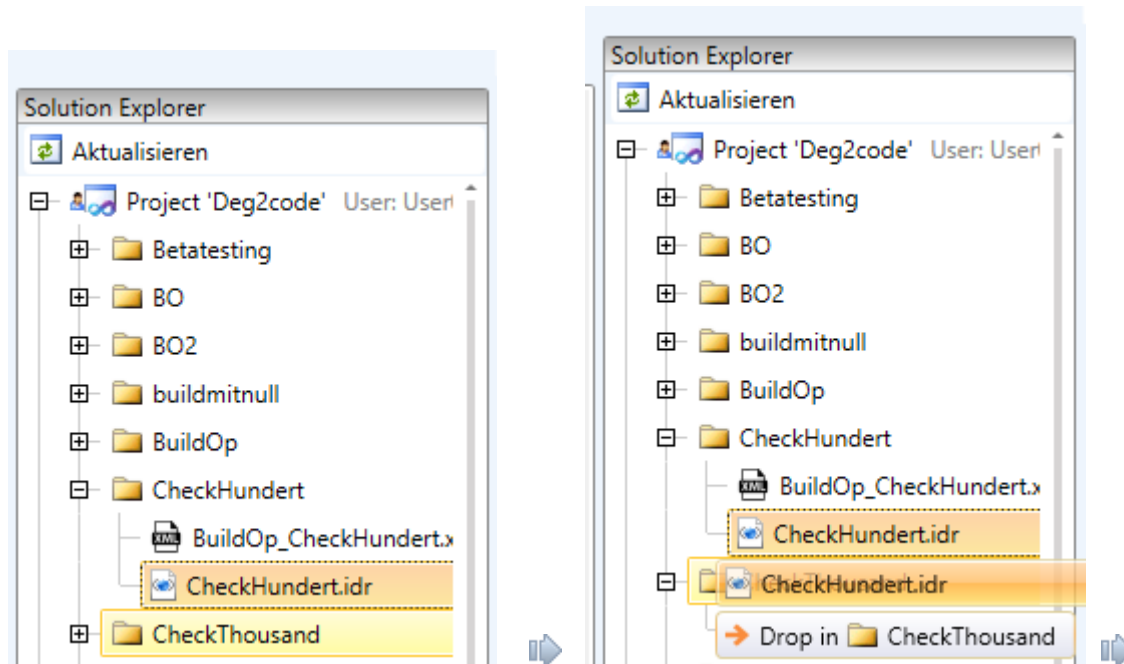 Solution Explorer
Aktualisieren
Project 'Deg2code' User: User
Betatesting
BO
BO2
buildmitnull
BuildOp
CheckHundert
BuildOp_CheckHundert.x
CheckHundert.idr
CheckThousand
Solution Explorer
Aktualisieren
Project 'Deg2code' User: User
Betatesting
BO
BO2
buildmitnull
BuildOp
CheckHundert
BuildOp_CheckHundert.x
CheckHundert.idr
CheckHundert.idr
Drop in CheckThousand